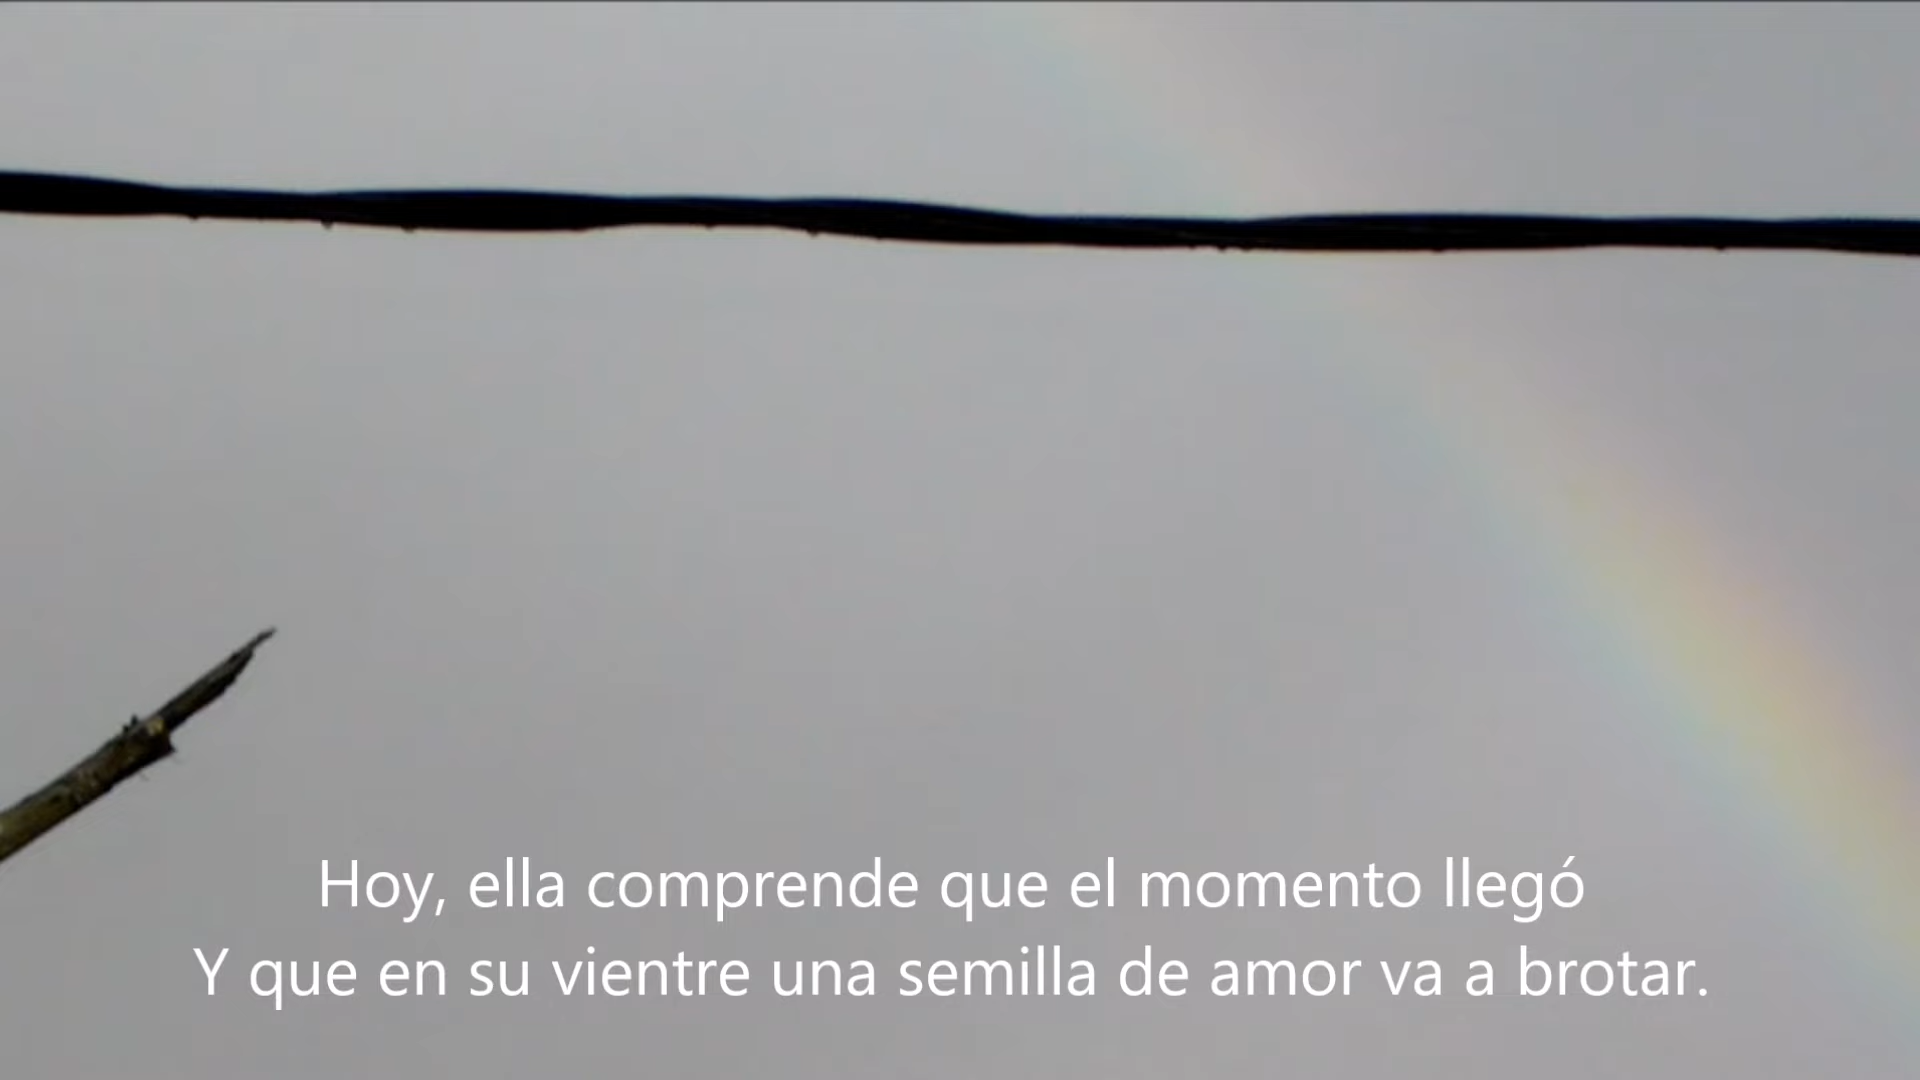 Hoy, ella comprende que el momento llegó
Y que en su vientre una semilla de amor va a brotar.